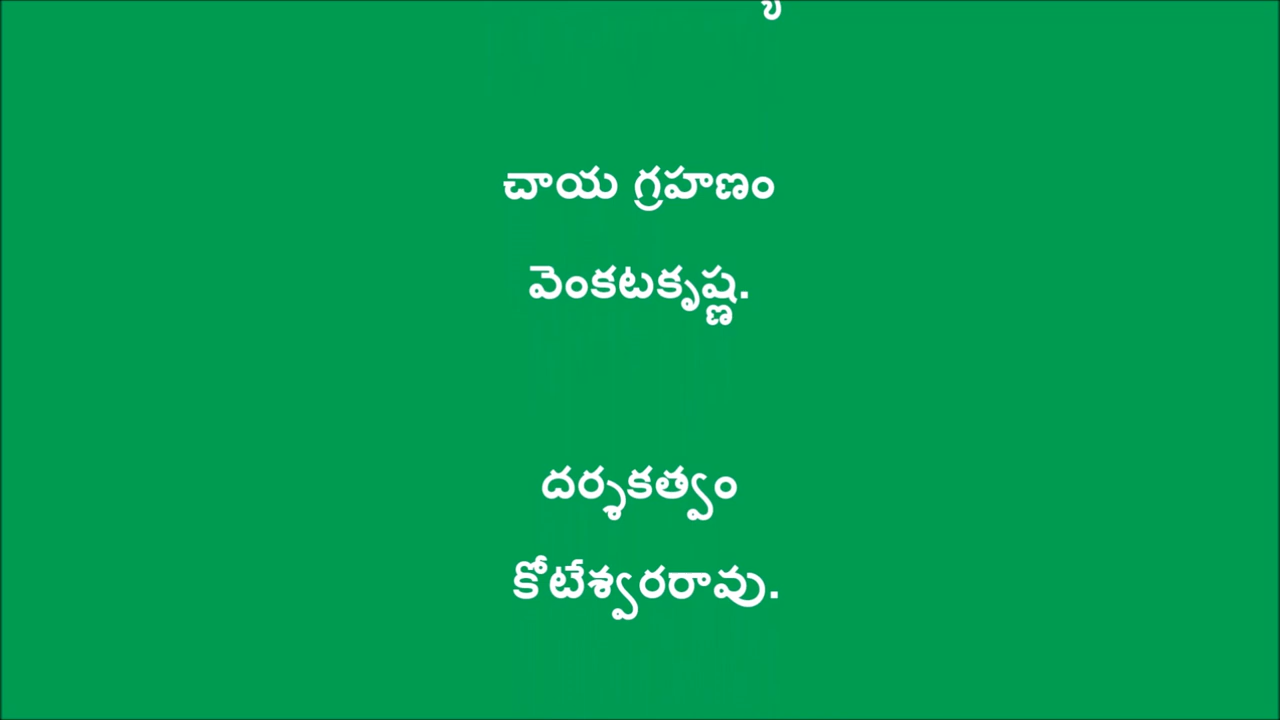 చాయ గ్రహణం
వెంకటకృష్ణ.
దర్శకత్వం
కోటేశ్వరరావు.